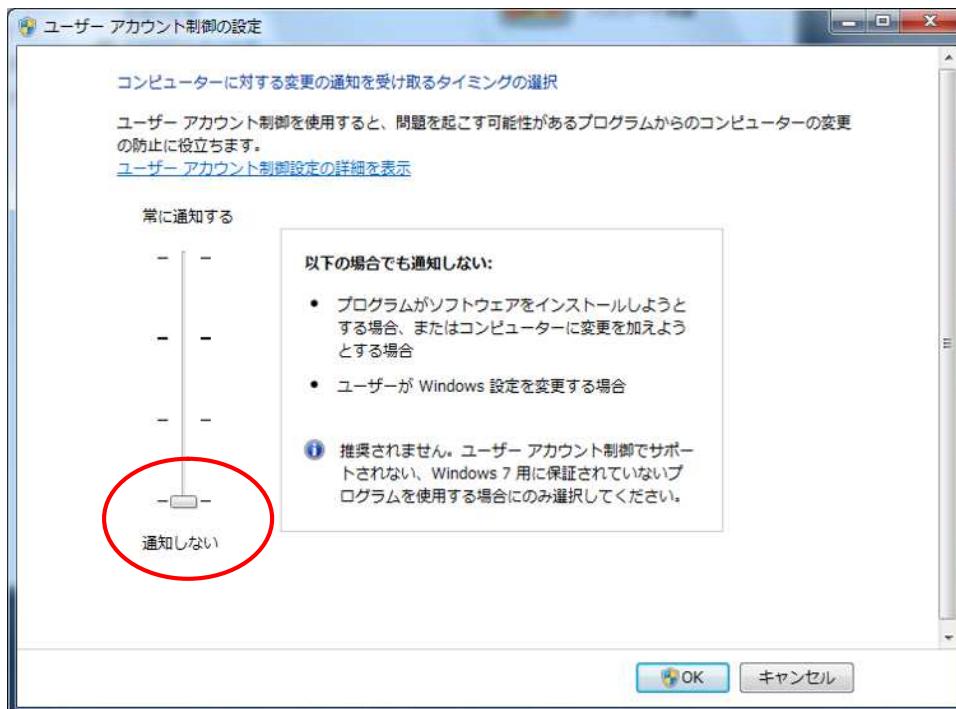 ユーザー アカウント制御の設定
コンピューターに対する変更の通知を受け取るタイミングの選択
ユーザー アカウント制御を使用すると、問題を起こす可能性があるプログラムからのコンピューターの変更
の防止に役立ちます。
ユーザー アカウント制御設定の詳細を表示
常に通知する
以下の場合でも通知しない:
• プログラムがソフトウェアをインストールしようと
する場合、またはコンピューターに変更を加えよう
とする場合
• ユーザーが Windows 設定を変更する場合
推奨されません。ユーザー アカウント制御でサポー
トされない、Windows 7 用に保証されていないプ
ログラムを使用する場合にのみ選択してください。
通知しない
OK
キャンセル